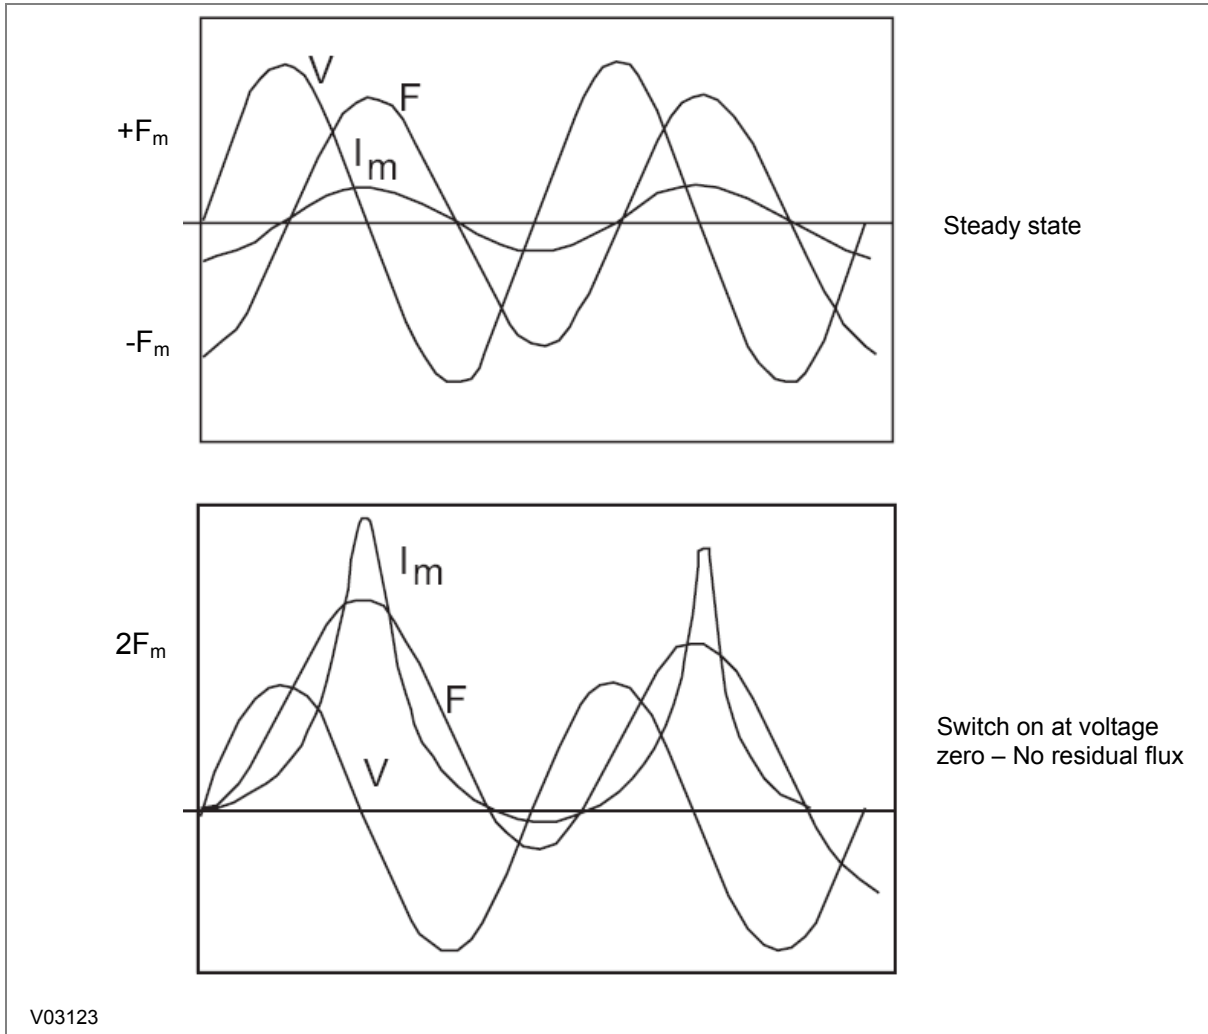 V
F
+Fₘ
Iₘ
Steady state
-Fₘ
Iₘ
2Fₘ
F
Switch on at voltage
zero – No residual flux
V
V03123